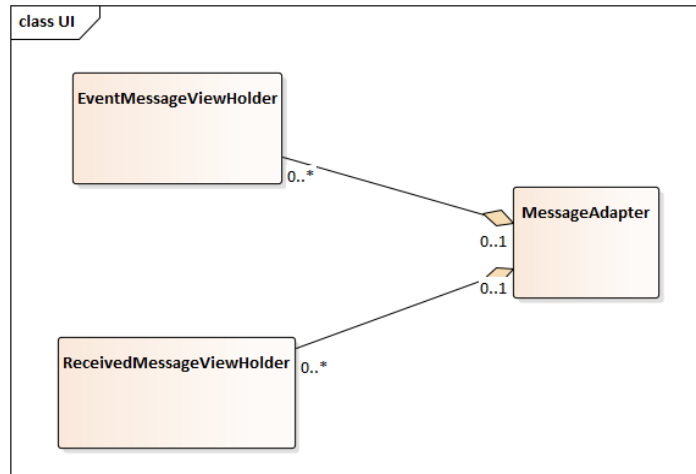 class UI
EventMessageViewHolder
0..*
MessageAdapter
0..1
0..1
ReceivedMessageViewHolder
0..*